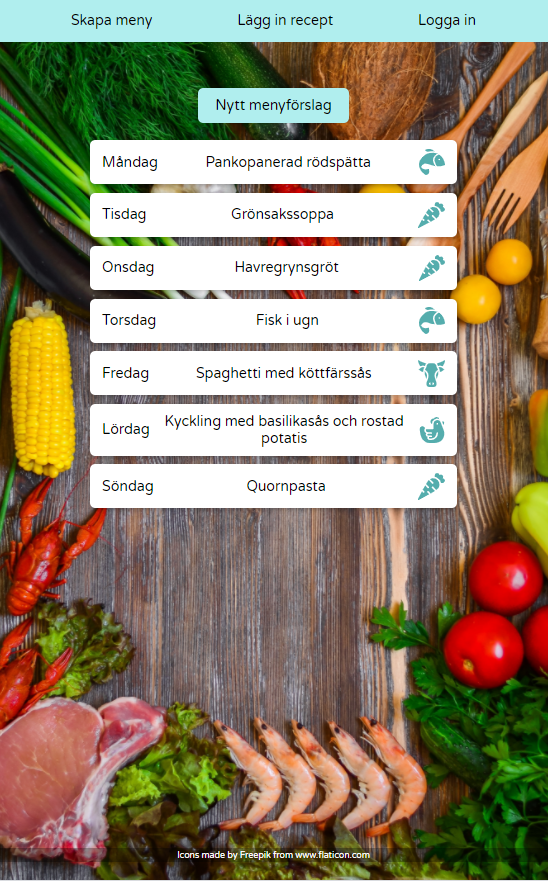 Skapa meny Lägg in recept Logga in
Nytt menyförslag
Måndag Pankopanerad rödspätta
Tisdag Grönsakssoppa
Onsdag Havregrynsgröt
Torsdag Fisk i ugn
Fredag Spaghetti med köttfärssås
Lördag Kyckling med basilikasås och rostad
potatis
Söndag Quornpasta
Icons made by Freepik from www.flaticon.com